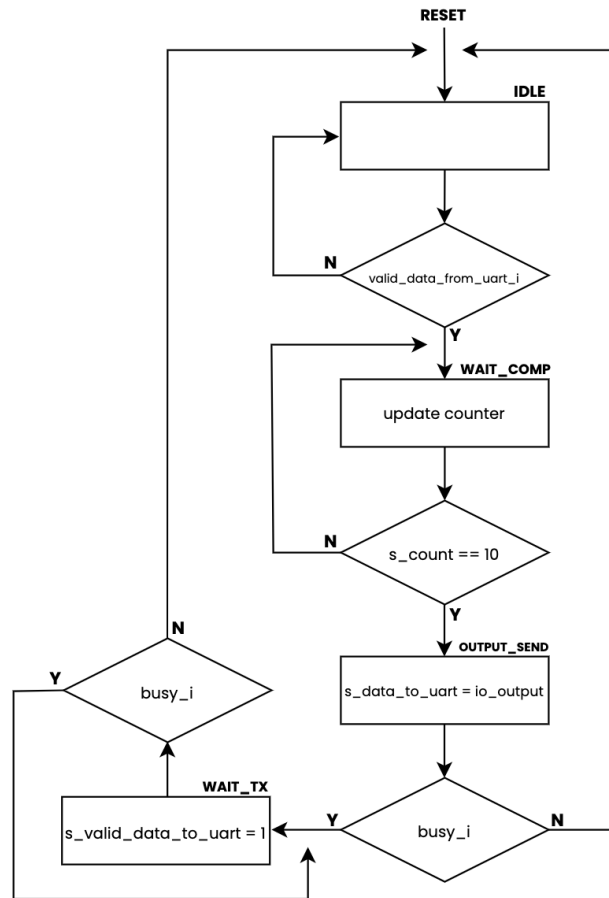 RESET
IDLE
N
valid_data_from_uart_i
Y
WAIT_COMP
update counter
N
s_count == 10
Y
OUTPUT_SEND
s_data_to_uart = io_output
N
Y
busy_i
WAIT_TX
s_valid_data_to_uart = 1
Y
busy_i
N